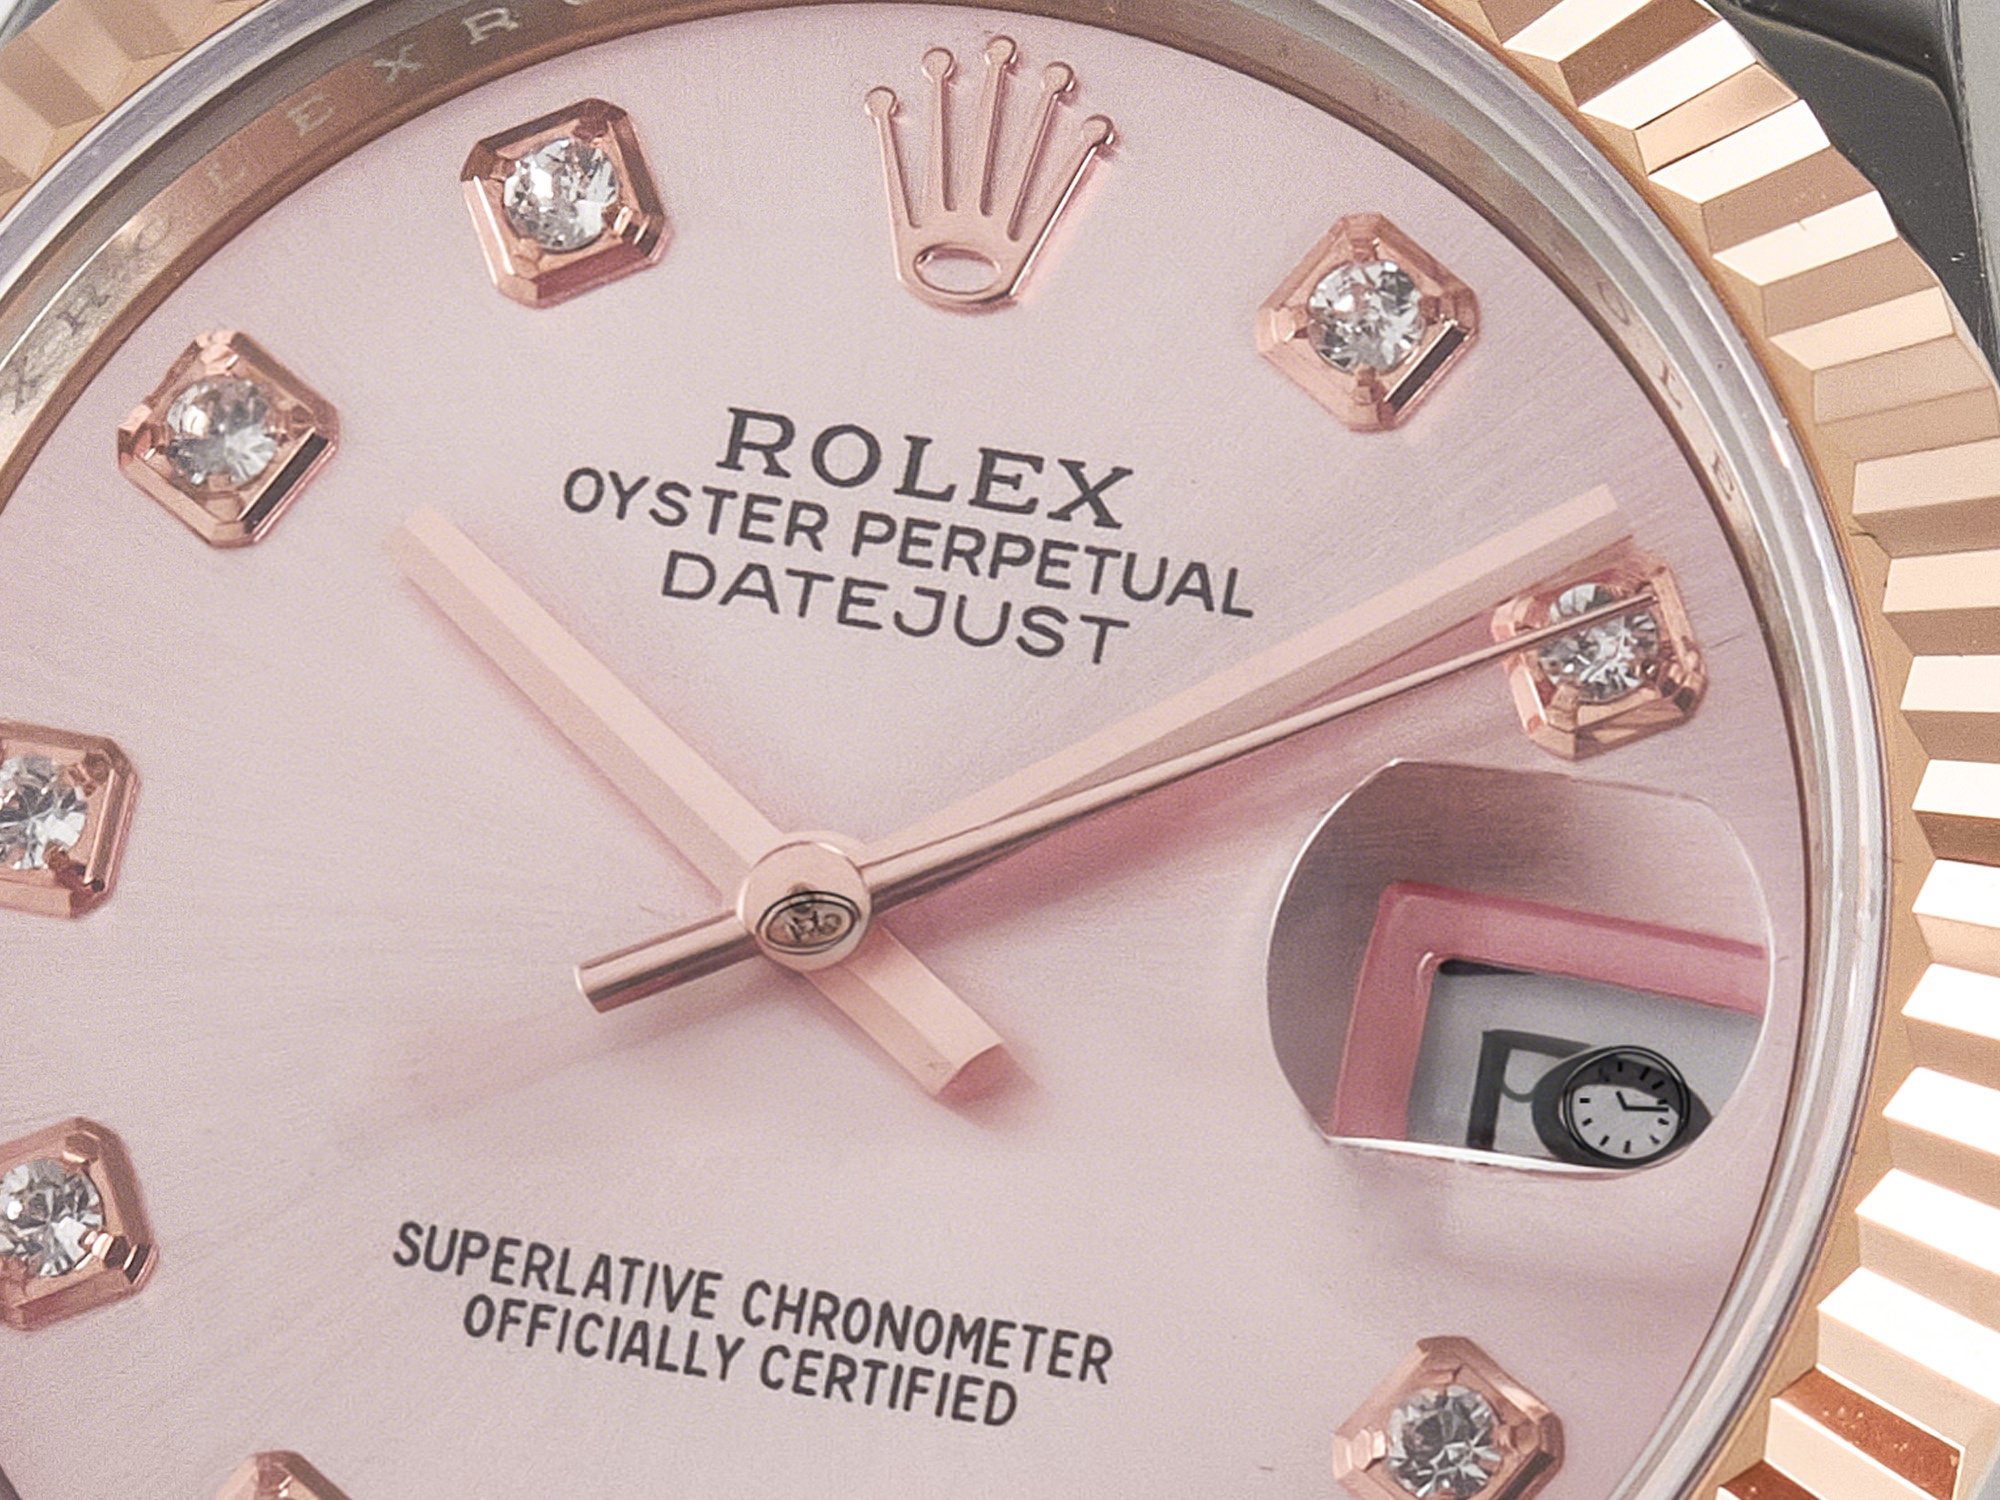 ROLEX
OYSTER PERPETUAL
DATEJUST
SUPERLATIVE CHRONOMETER
OFFICIALLY CERTIFIED